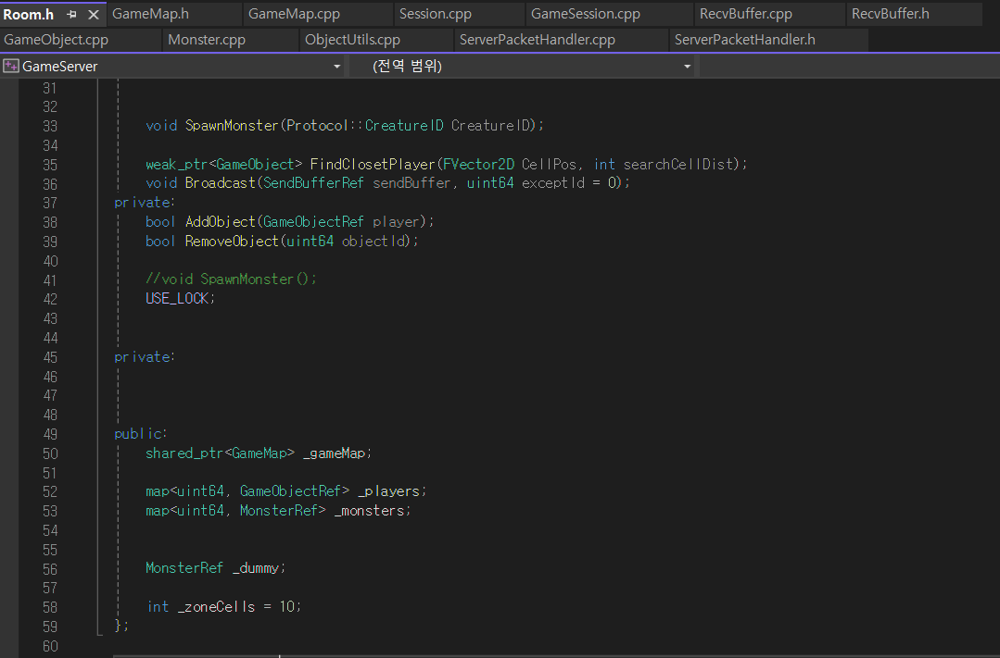 Room.h GameMap.h GameMap.cpp Session.cpp GameSession.cpp RecvBuffer.cpp RecvBuffer.h
GameObject.cpp Monster.cpp ObjectUtils.cpp ServerPacketHandler.cpp ServerPacketHandler.h
GameServer (전역 범위)
31
32
33 void SpawnMonster(Protocol::CreatureID CreatureID);
34
35 weak_ptr<GameObject> FindClosetPlayer(FVector2D CellPos, int searchCellDist);
36 void Broadcast(SendBufferRef sendBuffer, uint64 exceptId = 0);
37 private:
38 bool AddObject(GameObjectRef player);
39 bool RemoveObject(uint64 objectId);
40
41 //void SpawnMonster();
42 USE_LOCK;
43
44
45 private:
46
47
48
49 public:
50 shared_ptr<GameMap> _gameMap;
51
52 map<uint64, GameObjectRef> _players;
53 map<uint64, MonsterRef> _monsters;
54
55
56 MonsterRef _dummy;
57
58 int _zoneCells = 10;
59 };
60